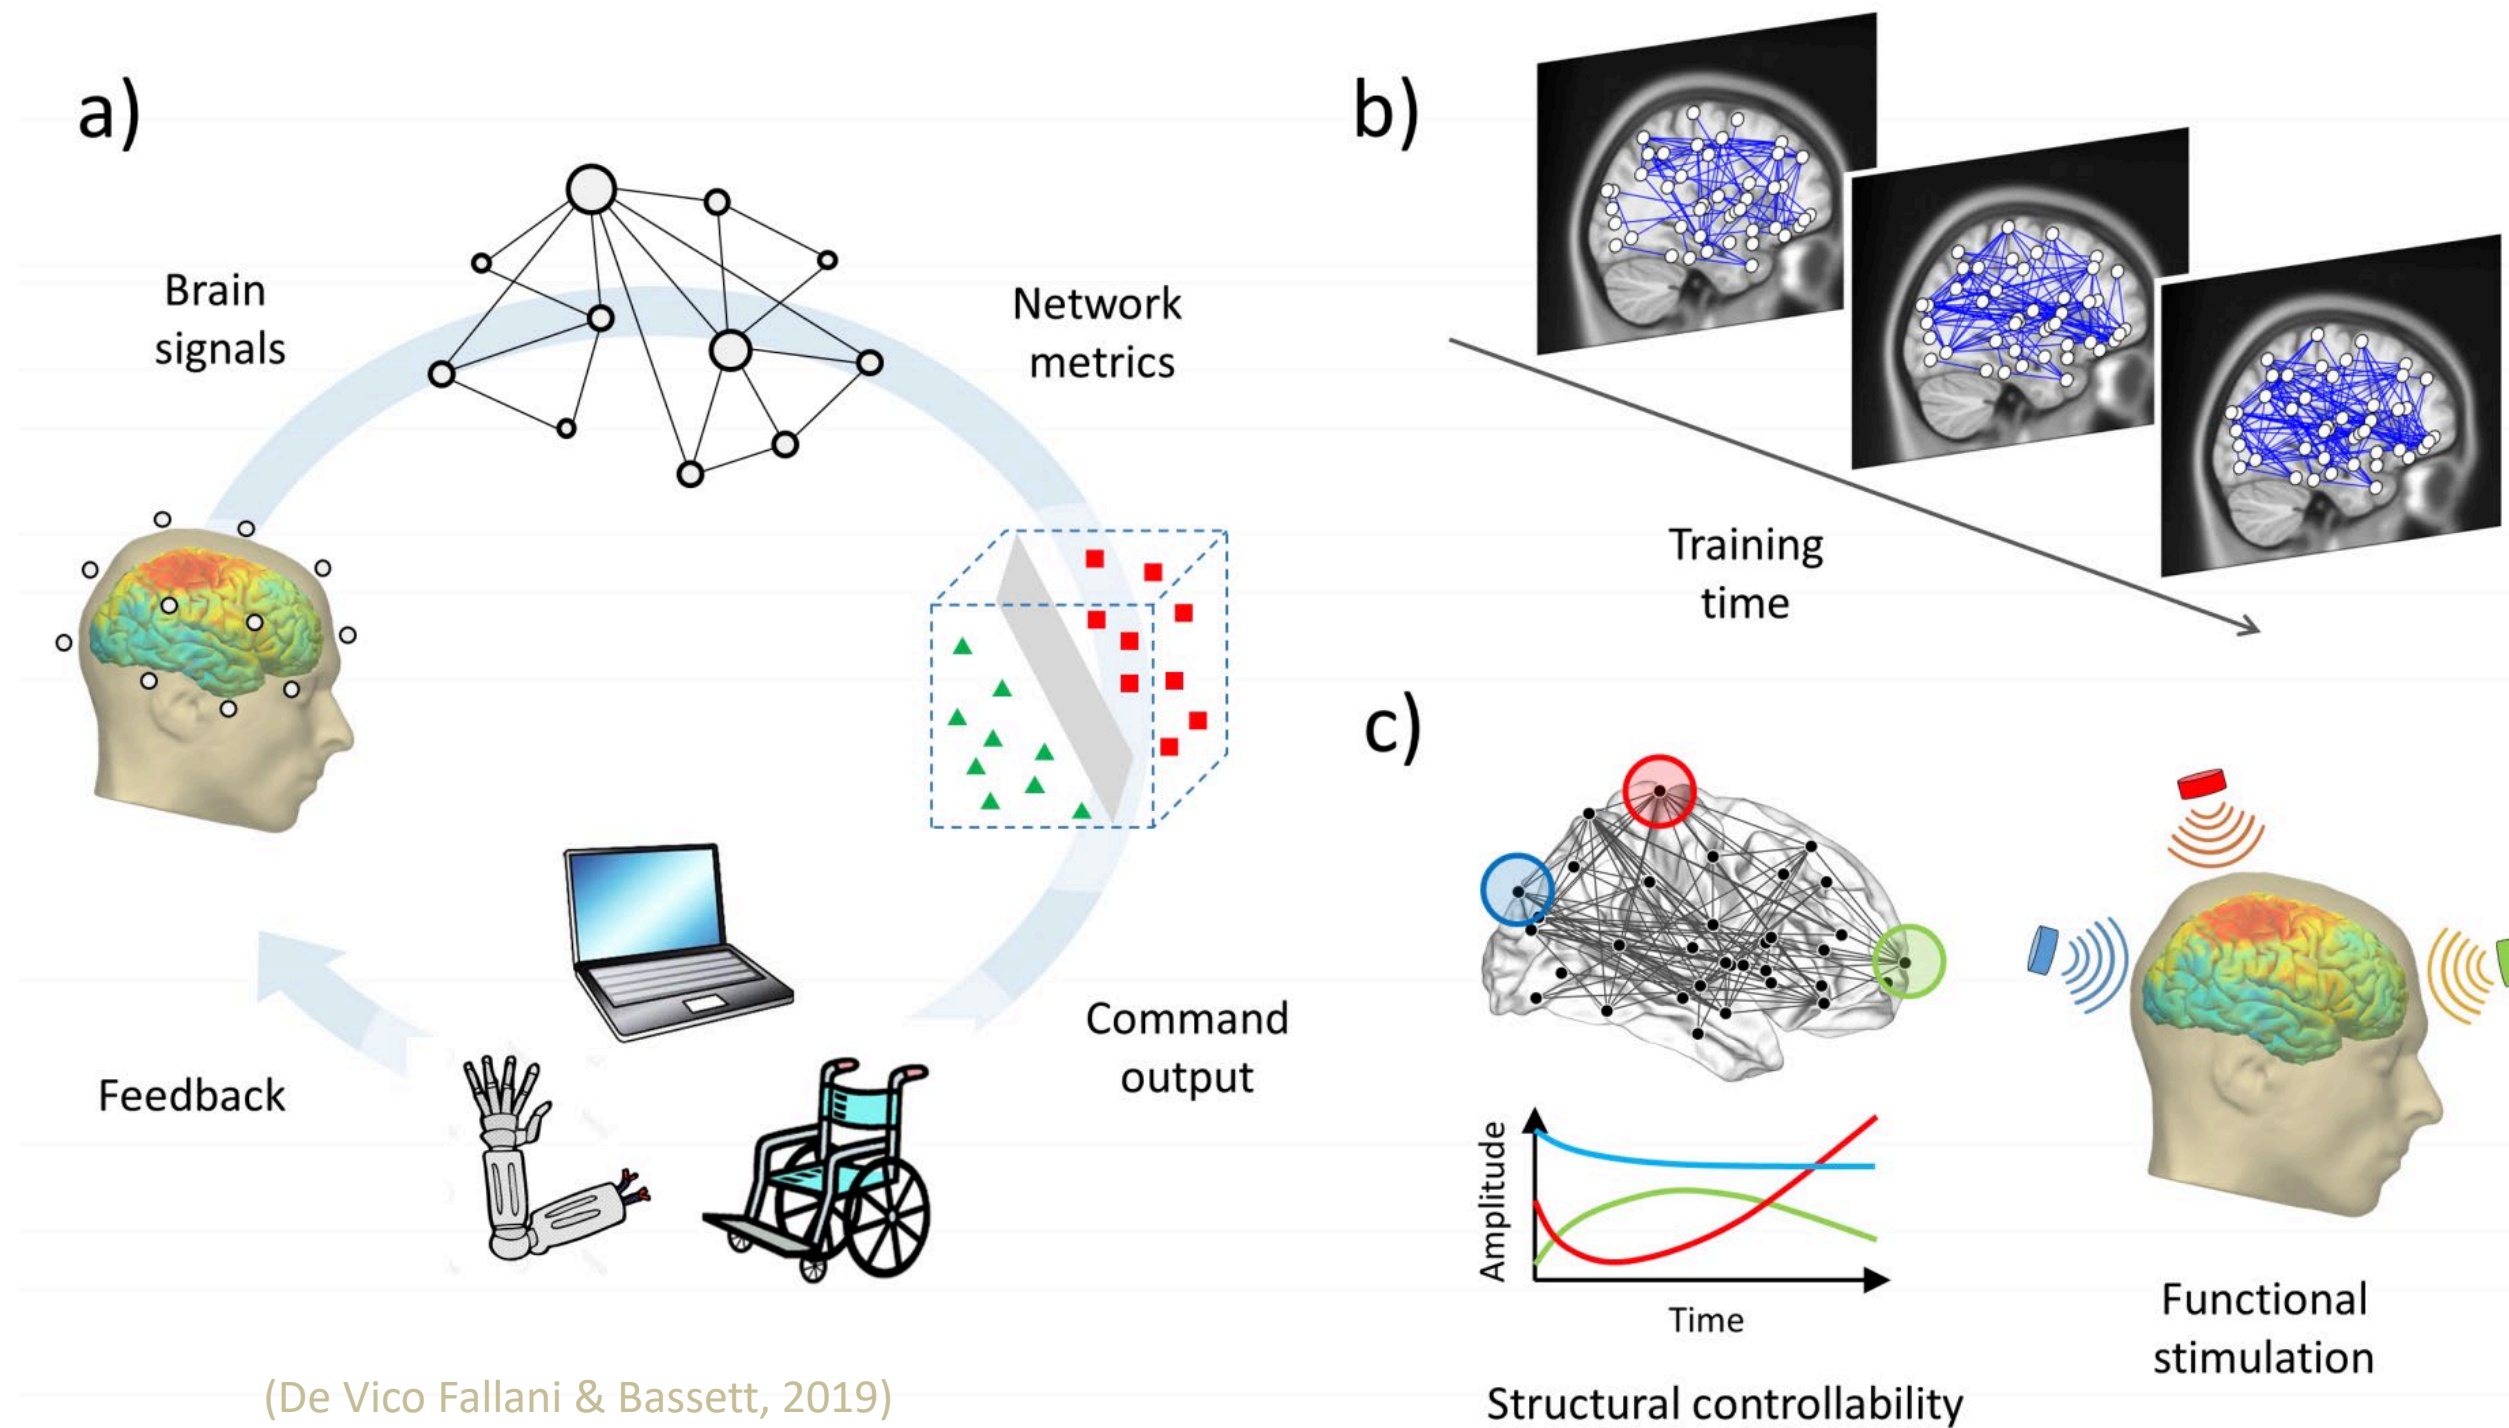 a)
Brain
signals
Network
metrics
Command
output
Feedback
(De Vico Fallani & Bassett, 2019)
b)
Training
time
c)
Amplitude
Time
Structural controllability
Functional
stimulation